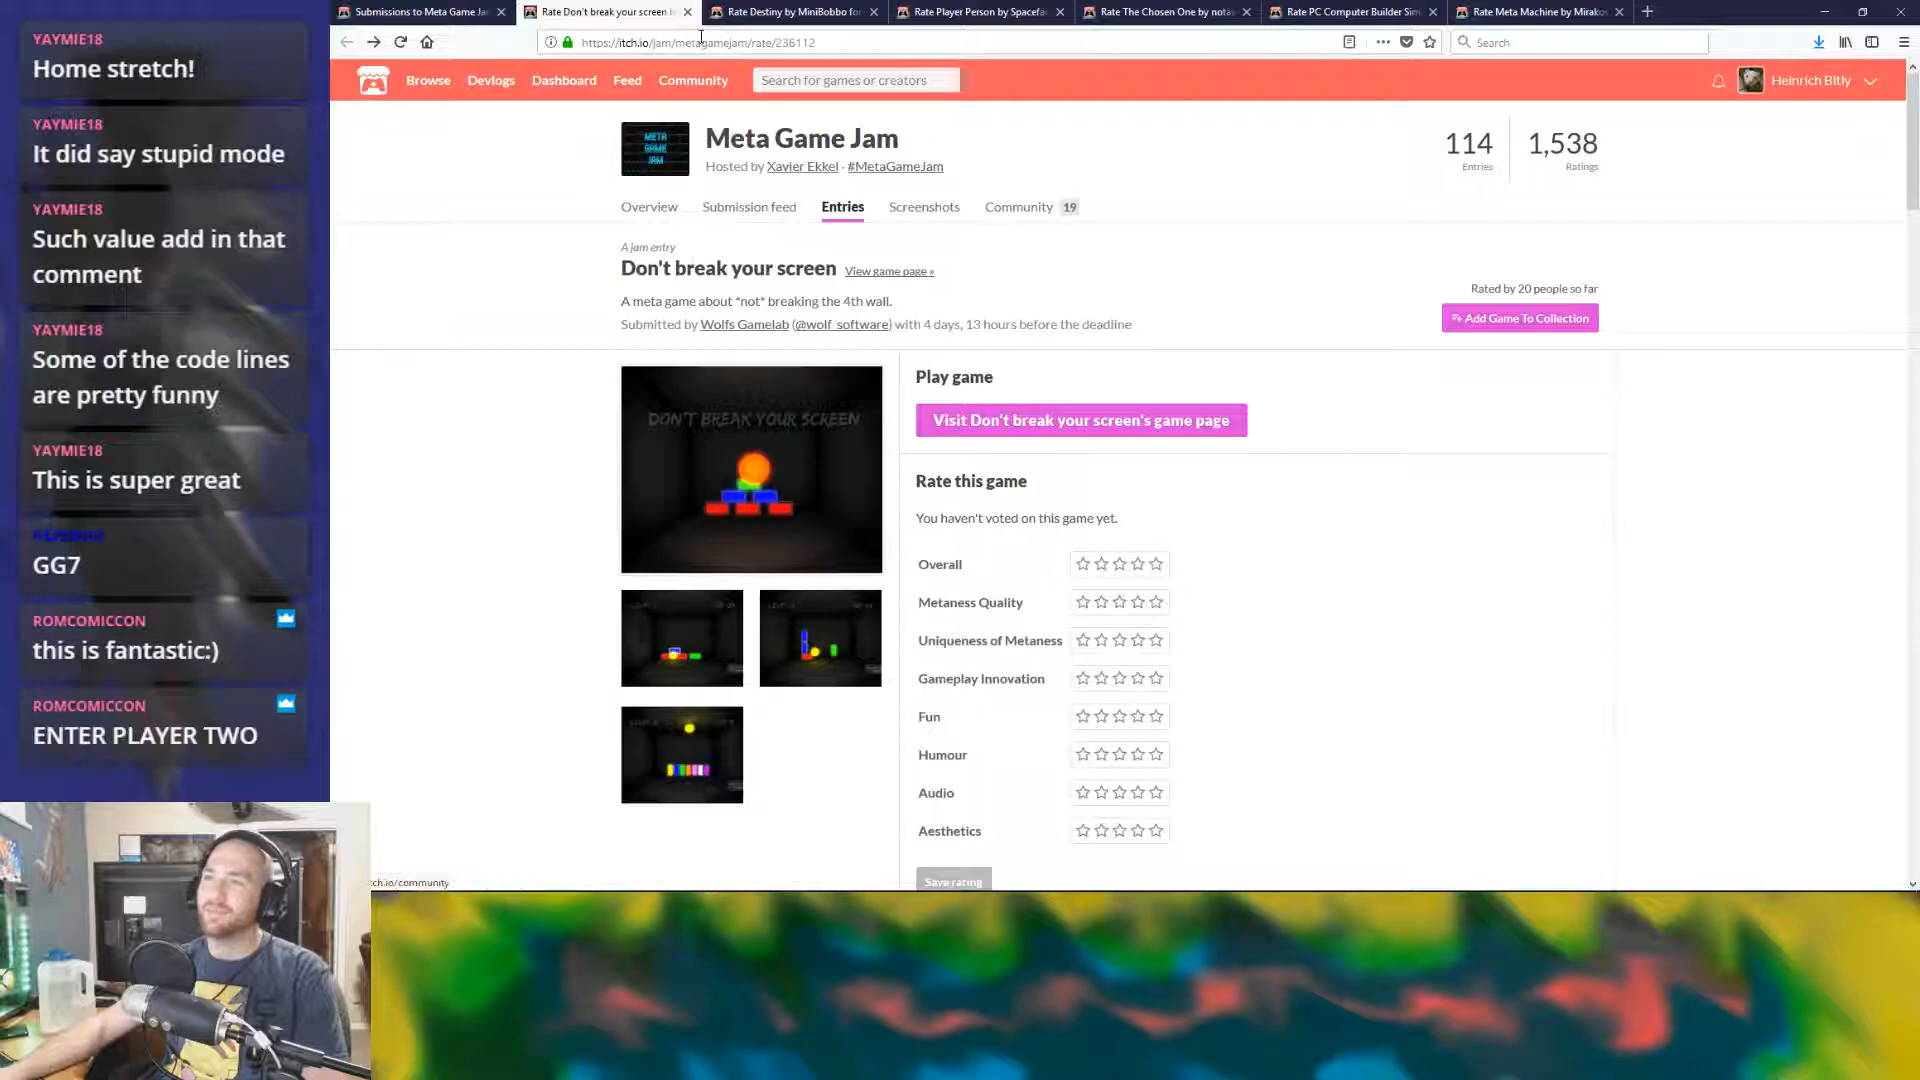 YAYMIE18
Home stretch!
YAYMIE18
It did say stupid mode
YAYMIE18
Such value add in that
comment
YAYMIE18
Some of the code lines
are pretty funny
YAYMIE18
This is super great
GG7
ROMCOMICCON
this is fantastic:)
ROMCOMICCON
ENTER PLAYER TWO
Submissions to Meta Game Ja
Rate Don't break your screen b
Rate Destiny by MiniBobbo for
Rate Player Person by Spacefa
Rate The Chosen One by nota
Rate PC Computer Builder Sim
Rate Meta Machine by Mirako
https://itch.io/jam/metagamejam/rate/236112
Search
Browse
Devlogs
Dashboard
Feed
Community
Search for games or creators
Heinrich Bitly
META
GAME
JAM
Meta Game Jam
Hosted by Xavier Ekkel · #MetaGameJam
114
Entries
1,538
Ratings
Overview
Submission feed
Entries
Screenshots
Community 19
A jam entry
Don't break your screen View game page »
A meta game about *not* breaking the 4th wall.
Submitted by Wolfs Gamelab (@wolf_software) with 4 days, 13 hours before the deadline
Rated by 20 people so far
Add Game To Collection
DON'T BREAK YOUR SCREEN
Play game
Visit Don't break your screen's game page
Rate this game
You haven't voted on this game yet.
Overall
Metaness Quality
Uniqueness of Metaness
Gameplay Innovation
Fun
Humour
Audio
Aesthetics
Save rating
tch.io/community